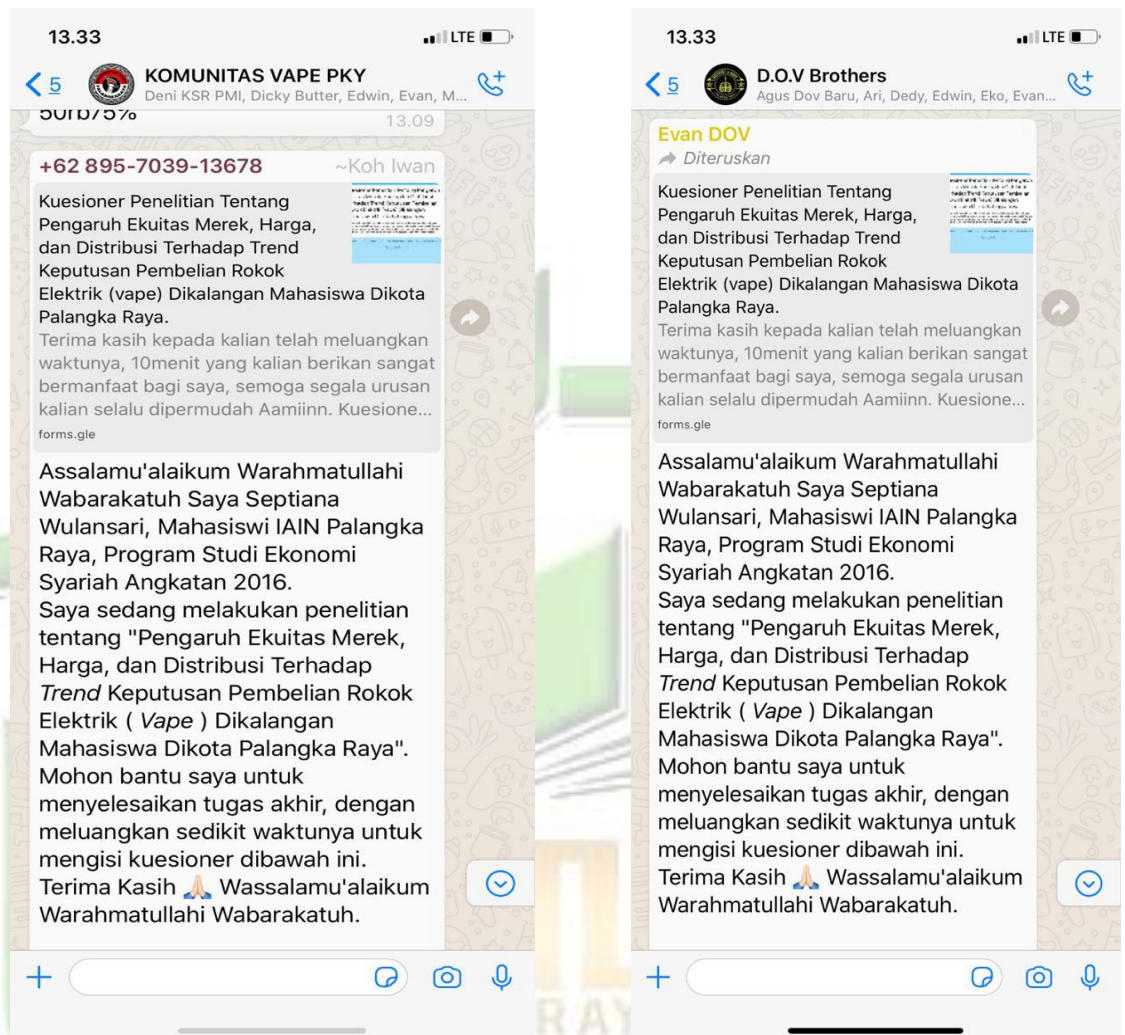 13.33
LTE
5
KOMUNITAS VAPE PKY
Deni KSR PMI, Dicky Butter, Edwin, Evan, M...
50rb/75%
13.09
+62 895-7039-13678
~Koh Iwan
Kuesioner Penelitian Tentang
Pengaruh Ekuitas Merek, Harga,
dan Distribusi Terhadap Trend
Keputusan Pembelian Rokok
Elektrik (vape) Dikalangan Mahasiswa Dikota
Palangka Raya.
Terima kasih kepada kalian telah meluangkan
waktunya, 10menit yang kalian berikan sangat
bermanfaat bagi saya, semoga segala urusan
kalian selalu dipermudah Aamiinn. Kuesione...
forms.gle
Assalamu'alaikum Warahmatullahi
Wabarakatuh Saya Septiana
Wulansari, Mahasiswi IAIN Palangka
Raya, Program Studi Ekonomi
Syariah Angkatan 2016.
Saya sedang melakukan penelitian
tentang "Pengaruh Ekuitas Merek,
Harga, dan Distribusi Terhadap
Trend Keputusan Pembelian Rokok
Elektrik ( Vape ) Dikalangan
Mahasiswa Dikota Palangka Raya".
Mohon bantu saya untuk
menyelesaikan tugas akhir, dengan
meluangkan sedikit waktunya untuk
mengisi kuesioner dibawah ini.
Terima Kasih 🙏🏻 Wassalamu'alaikum
Warahmatullahi Wabarakatuh.
13.33
LTE
5
D.O.V Brothers
Agus Dov Baru, Ari, Dedy, Edwin, Eko, Evan...
Evan DOV
Diteruskan
Kuesioner Penelitian Tentang
Pengaruh Ekuitas Merek, Harga,
dan Distribusi Terhadap Trend
Keputusan Pembelian Rokok
Elektrik (vape) Dikalangan Mahasiswa Dikota
Palangka Raya.
Terima kasih kepada kalian telah meluangkan
waktunya, 10menit yang kalian berikan sangat
bermanfaat bagi saya, semoga segala urusan
kalian selalu dipermudah Aamiinn. Kuesione...
forms.gle
Assalamu'alaikum Warahmatullahi
Wabarakatuh Saya Septiana
Wulansari, Mahasiswi IAIN Palangka
Raya, Program Studi Ekonomi
Syariah Angkatan 2016.
Saya sedang melakukan penelitian
tentang "Pengaruh Ekuitas Merek,
Harga, dan Distribusi Terhadap
Trend Keputusan Pembelian Rokok
Elektrik ( Vape ) Dikalangan
Mahasiswa Dikota Palangka Raya".
Mohon bantu saya untuk
menyelesaikan tugas akhir, dengan
meluangkan sedikit waktunya untuk
mengisi kuesioner dibawah ini.
Terima Kasih 🙏🏻 Wassalamu'alaikum
Warahmatullahi Wabarakatuh.